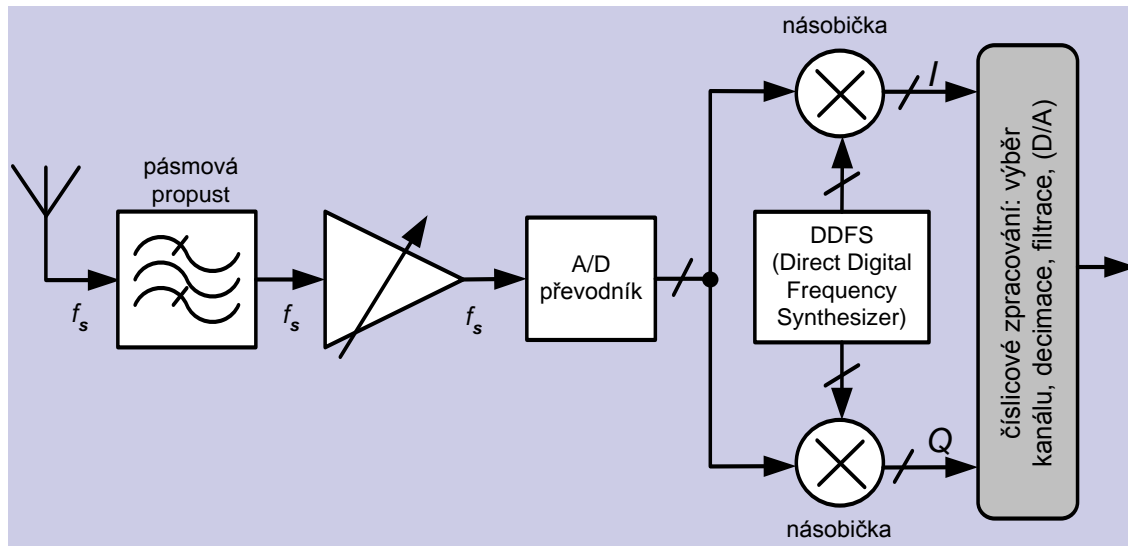 násobička
I
pásmová
propust
f_s
f_s
f_s
A/D
převodník
DDFS
(Direct Digital
Frequency
Synthesizer)
Q
násobička
číslicové zpracování: výběr
kanálu, decimace, filtrace, (D/A)